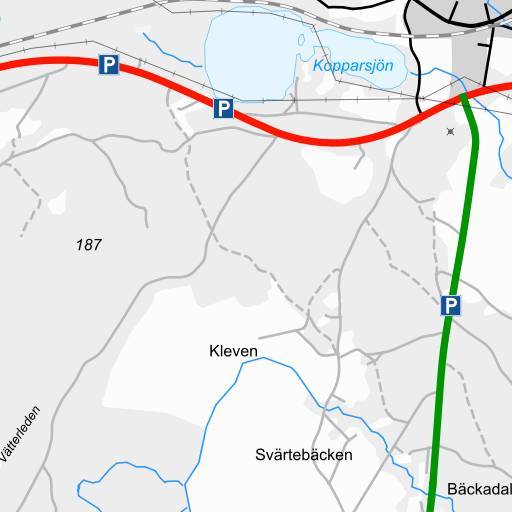 P
Kopparsjön
P
187
P
Kleven
Vätterleden
Svärtebäcken
Bäckadal